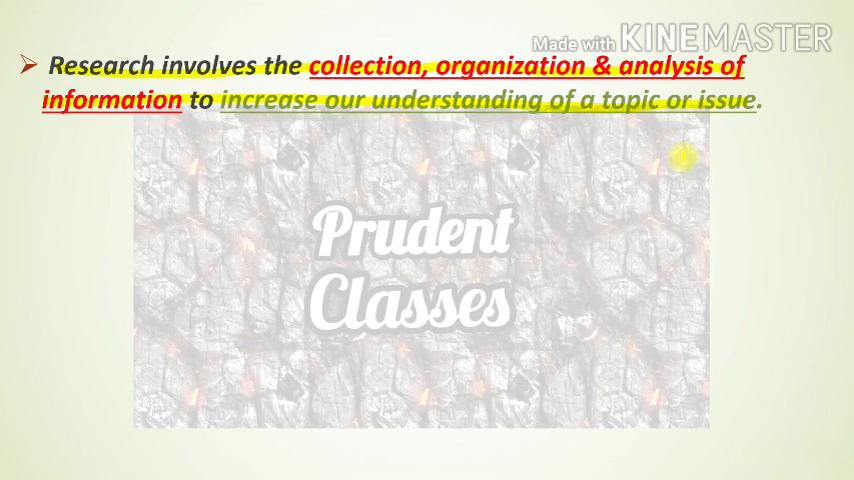 Made with KINEMASTER
Research involves the collection, organization & analysis of
information to increase our understanding of a topic or issue.
Prudent
Classes